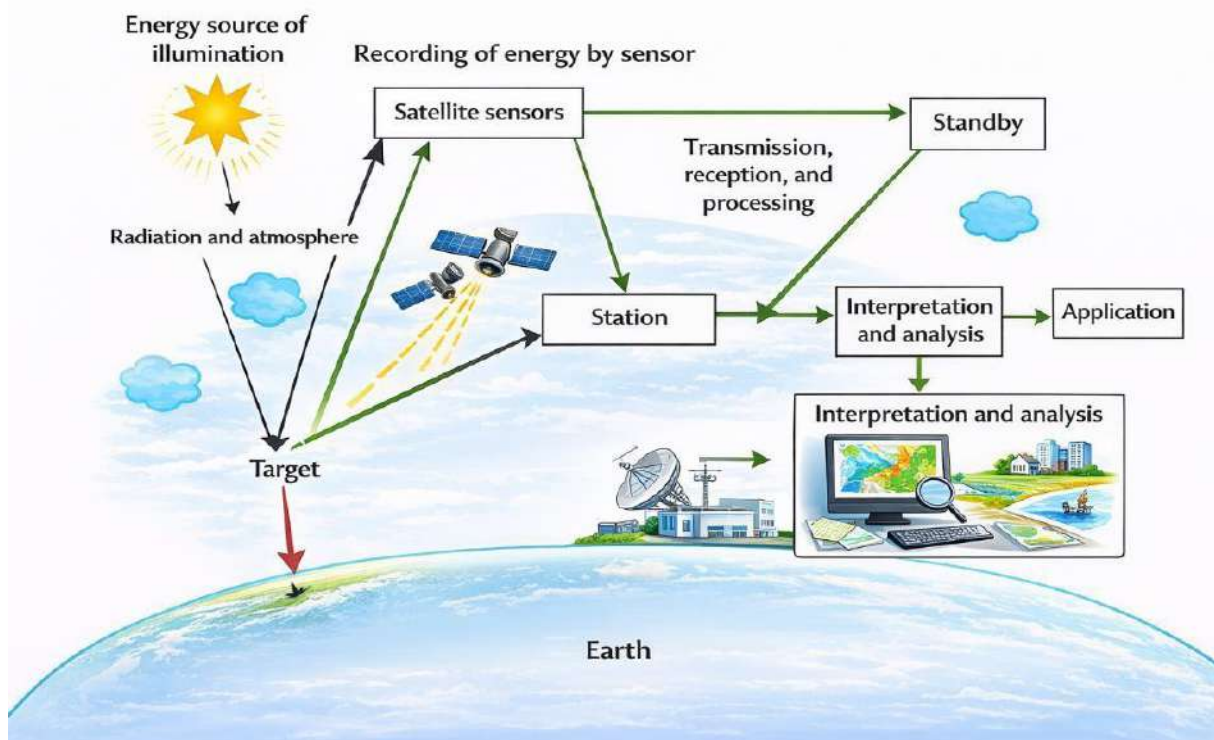 Energy source of
illumination
Recording of energy by sensor
Satellite sensors
Standby
Transmission,
reception, and
processing
Radiation and atmosphere
Station
Interpretation
and analysis
Application
Interpretation and analysis
Target
Earth